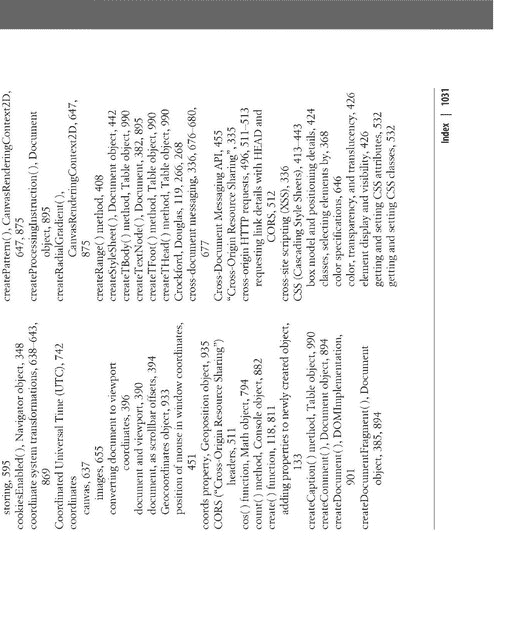 storing, 595
cookiesEnabled( ), Navigator object, 348
coordinate system transformations, 638–643,
869
Coordinated Universal Time (UTC), 742
coordinates
canvas, 637
images, 655
converting document to viewport
coordinates, 396
document and viewport, 390
document, as scrollbar offsets, 394
Geocoordinates object, 933
position of mouse in window coordinates,
451
coords property, Geoposition object, 935
CORS (“Cross-Origin Resource Sharing”)
headers, 511
cos( ) function, Math object, 794
count( ) method, Console object, 882
create( ) function, 118, 811
adding properties to newly created object,
133
createCaption( ) method, Table object, 990
createComment( ), Document object, 894
createDocument( ), DOMImplementation,
901
createDocumentFragment( ), Document
object, 385, 894
createPattern( ), CanvasRenderingContext2D,
647, 875
createProcessingInstruction( ), Document
object, 895
createRadialGradient( ),
CanvasRenderingContext2D, 647,
875
createRange( ) method, 408
createStyleSheet( ), Document object, 442
createTBody( ) method, Table object, 990
createTextNode( ), Document, 382, 895
createTFoot( ) method, Table object, 990
createTHead( ) method, Table object, 990
Crockford, Douglas, 119, 266, 268
cross-document messaging, 336, 676–680,
677
Cross-Document Messaging API, 455
“Cross-Origin Resource Sharing”, 335
cross-origin HTTP requests, 496, 511–513
requesting link details with HEAD and
CORS, 512
cross-site scripting (XSS), 336
CSS (Cascading Style Sheets), 413–443
box model and positioning details, 424
classes, selecting elements by, 368
color specifications, 646
color, transparency, and translucency, 426
element display and visibility, 426
getting and setting CSS attributes, 532
getting and setting CSS classes, 532
Index | 1031